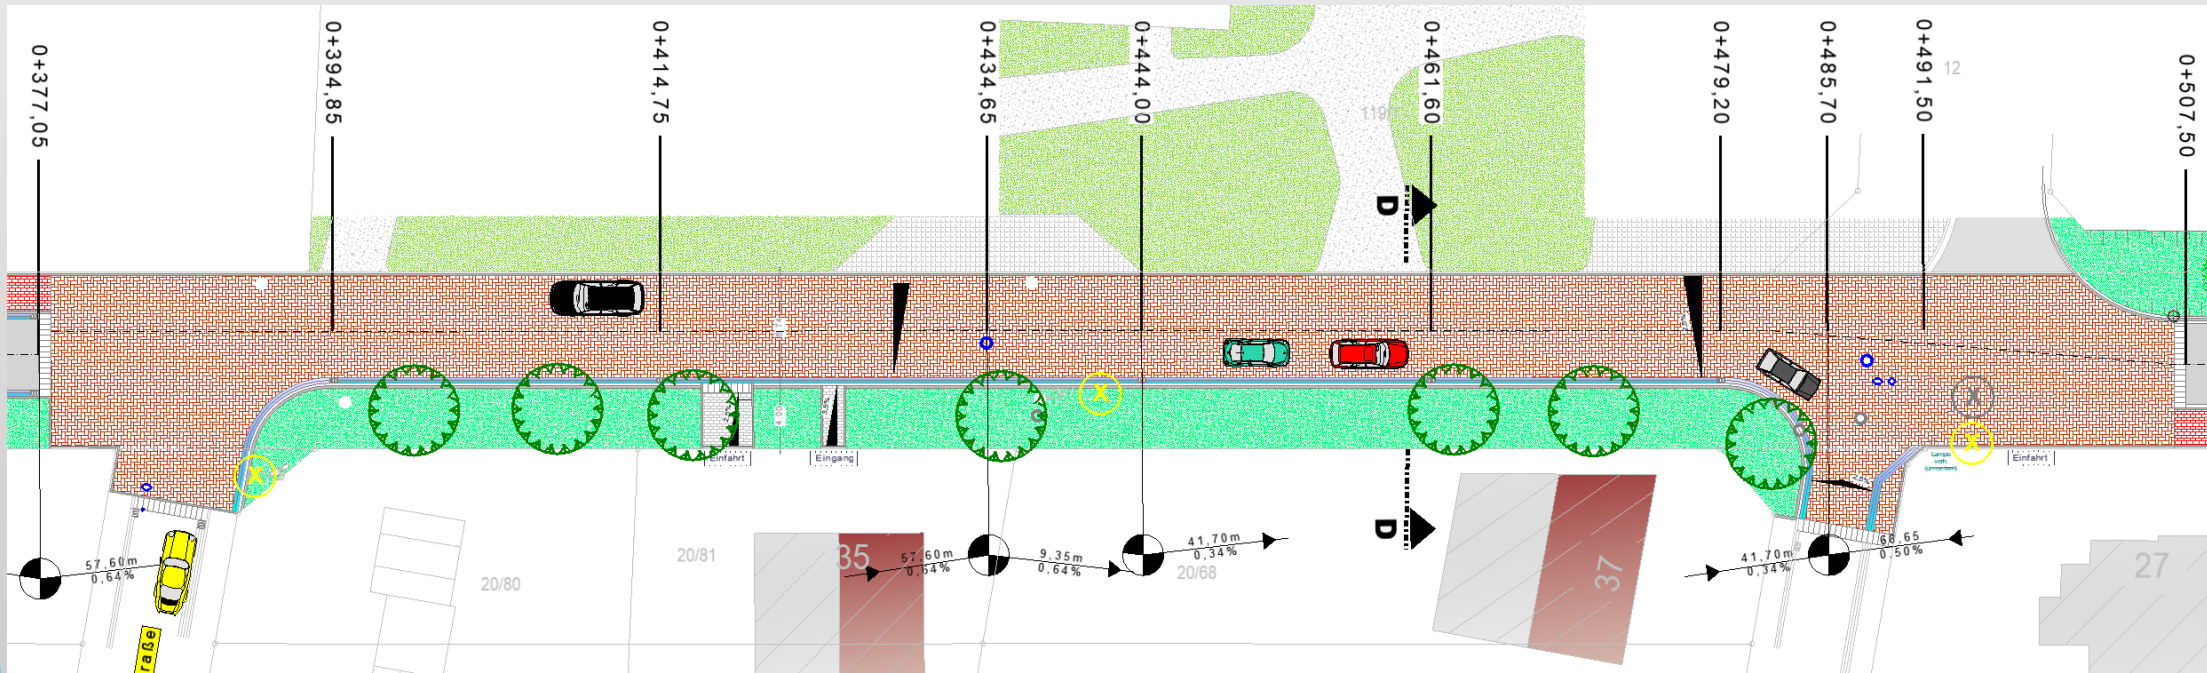 0+377,05
0+394,85
0+414,75
0+434,65
0+444,00
0+461,60
0+479,20
0+485,70
0+491,50
0+507,50
12
D
Einfahrt
Eingang
Lampe
vorh.
(umsetzen)
Einfahrt
D
57,60m
0,64%
20/80
20/81
35
57,60m
0,64%
9,35m
0,64%
41,70m
0,34%
20/68
37
41,70m
0,34%
68,65
0,50%
27
raße